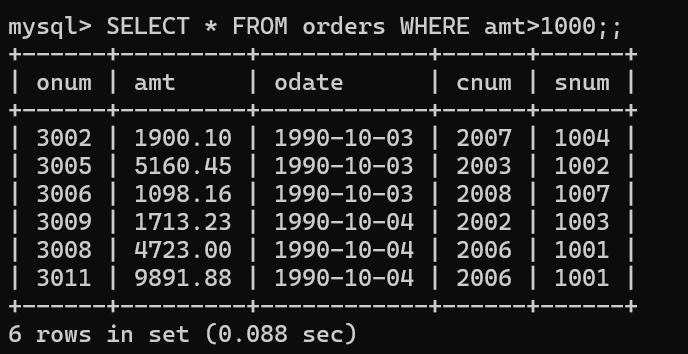 mysql> SELECT * FROM orders WHERE amt>1000;;
+------+---------+------------+------+------+
| onum | amt     | odate      | cnum | snum |
+------+---------+------------+------+------+
| 3002 | 1900.10 | 1990-10-03 | 2007 | 1004 |
| 3005 | 5160.45 | 1990-10-03 | 2003 | 1002 |
| 3006 | 1098.16 | 1990-10-03 | 2008 | 1007 |
| 3009 | 1713.23 | 1990-10-04 | 2002 | 1003 |
| 3008 | 4723.00 | 1990-10-04 | 2006 | 1001 |
| 3011 | 9891.88 | 1990-10-04 | 2006 | 1001 |
+------+---------+------------+------+------+
6 rows in set (0.088 sec)